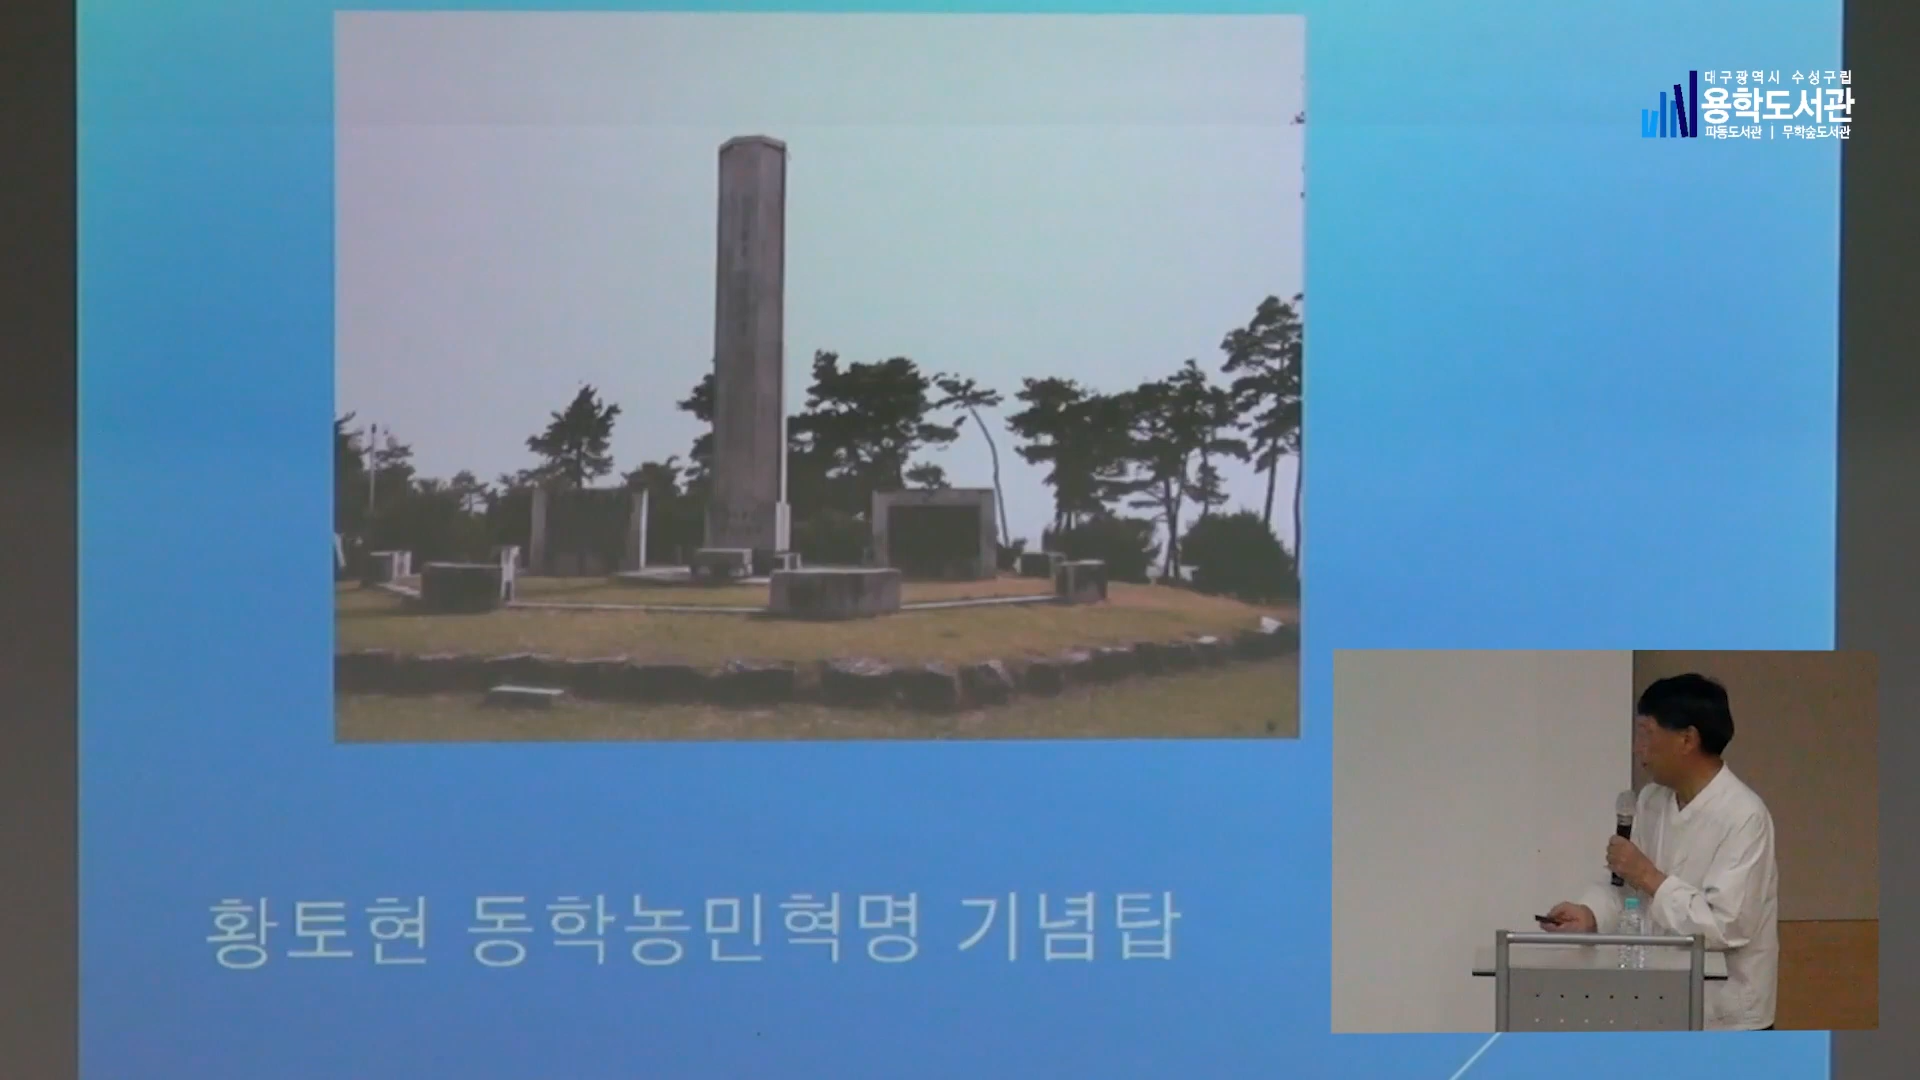 대구광역시 수성구립
용학도서관
파동도서관 | 무학숲도서관
황토현 동학농민혁명 기념탑